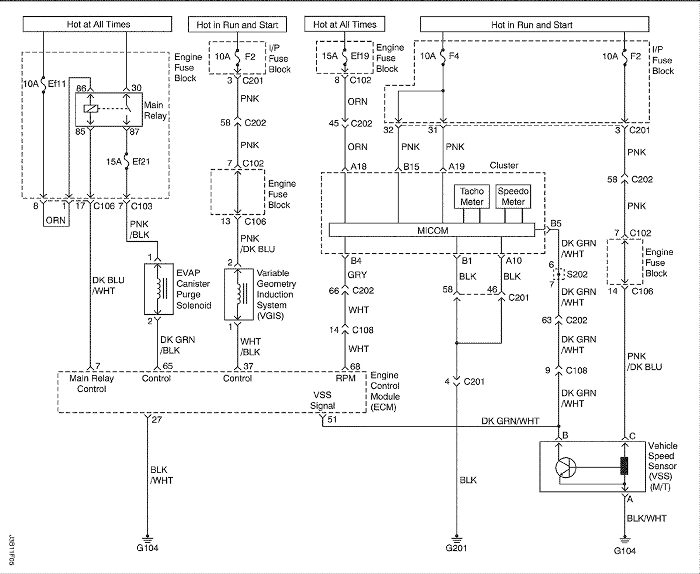 Hot at All Times
Hot in Run and Start
Hot at All Times
Hot in Run and Start
10A Ef11
Engine
Fuse
Block
86
30
Main
Relay
85
87
15A Ef21
8
1
17 C106
7 C103
ORN
PNK
/BLK
10A F2
I/P
Fuse
Block
3 C201
PNK
58 C202
PNK
7 C102
Engine
Fuse
Block
13 C106
PNK
/DK BLU
15A Ef19
Engine
Fuse
Block
8 C102
ORN
45 C202
ORN
A18
10A F4
10A F2
I/P
Fuse
Block
32
31
3 C201
PNK
PNK
PNK
B15
A19
Cluster
58 C202
PNK
Tacho
Meter
Speedo
Meter
MICOM
B5
7 C102
Engine
Fuse
Block
14 C106
DK GRN
/WHT
6
S202
7
DK GRN
/WHT
63 C202
DK GRN
/WHT
9 C108
DK GRN
/WHT
PNK
/DK BLU
B4
GRY
66 C202
WHT
14 C108
WHT
B1
A10
BLK
BLK
58
46
C201
4 C201
DK BLU
/WHT
1
EVAP
Canister
Purge
Solenoid
2
DK GRN
/BLK
2
Variable
Geometry
Induction
System
(VGIS)
1
WHT
/BLK
7
65
37
68
Main Relay
Control
Control
Control
RPM
Engine
Control
Module
(ECM)
VSS
Signal
27
51
DK GRN/WHT
BLK
/WHT
G104
BLK
G201
B
C
Vehicle
Speed
Sensor
(VSS)
(M/T)
A
BLK/WHT
G104